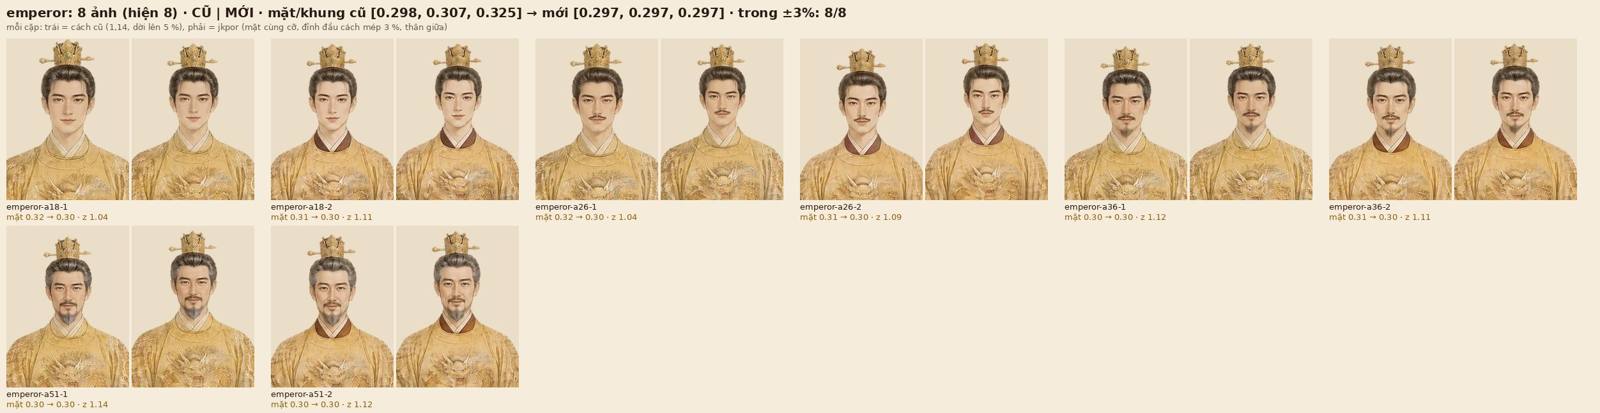 emperor: 8 ảnh (hiện 8) · CŨ | MỚI · mặt/khung cũ [0.298, 0.307, 0.325] → mới [0.297, 0.297, 0.297] · trong ±3%: 8/8
mỗi cặp: trái = cách cũ (1,14, dời lên 5 %), phải = jkpor (mặt cùng cỡ, đỉnh đầu cách mép 3 %, thân giữa)
emperor-a18-1
mặt 0.32 → 0.30 · z 1.04
emperor-a18-2
mặt 0.31 → 0.30 · z 1.11
emperor-a26-1
mặt 0.32 → 0.30 · z 1.04
emperor-a26-2
mặt 0.31 → 0.30 · z 1.09
emperor-a36-1
mặt 0.30 → 0.30 · z 1.12
emperor-a36-2
mặt 0.31 → 0.30 · z 1.11
emperor-a51-1
mặt 0.30 → 0.30 · z 1.14
emperor-a51-2
mặt 0.30 → 0.30 · z 1.12